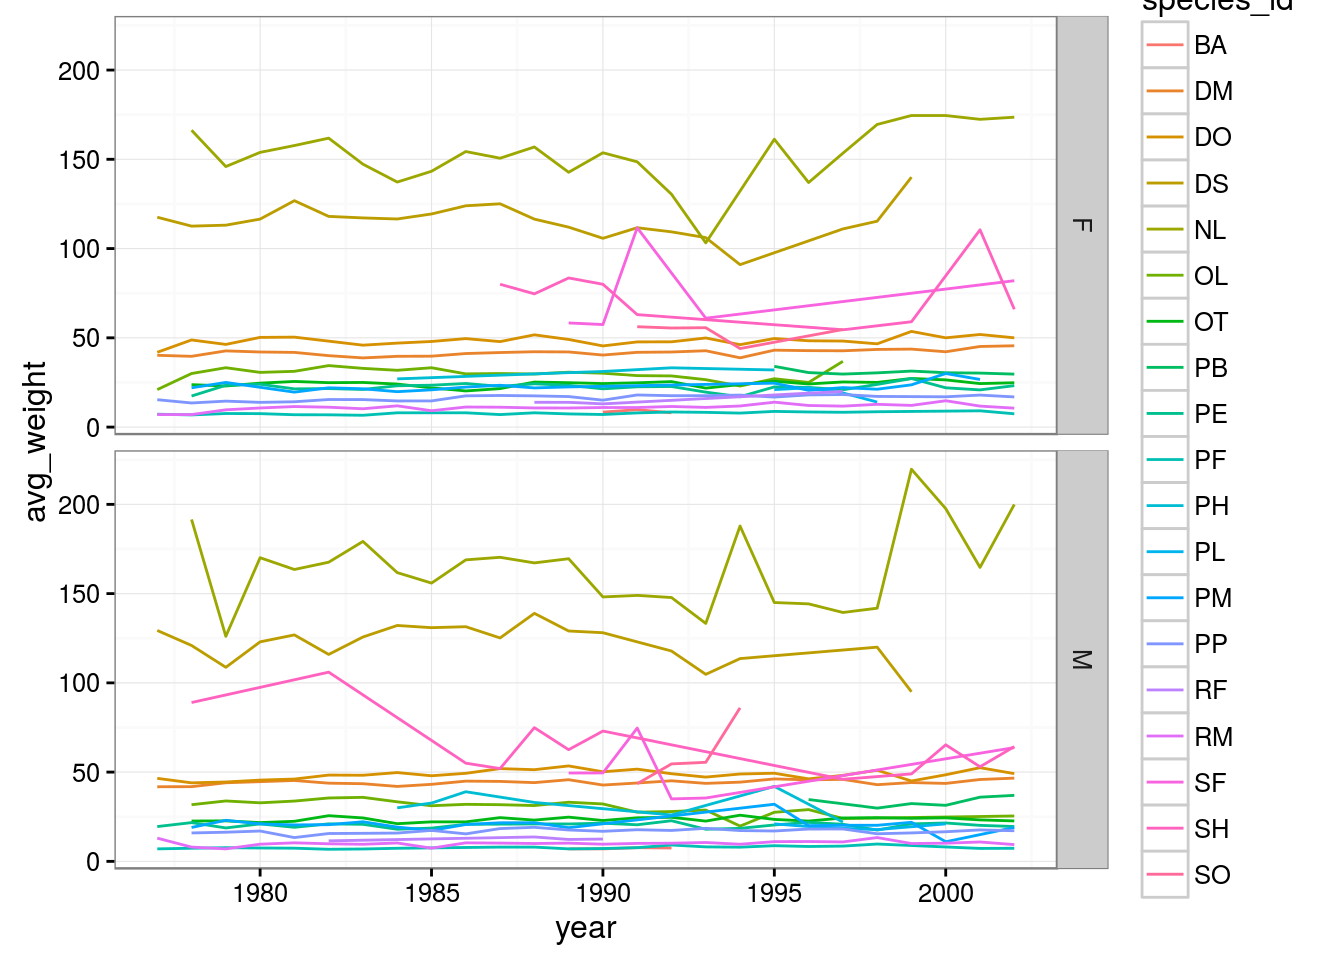 species_id
BA
DM
DO
DS
NL
OL
OT
PB
PE
PF
PH
PL
PM
PP
RF
RM
SF
SH
SO
F
200
150
100
50
0
M
200
150
100
50
0
avg_weight
1980 1985 1990 1995 2000
year